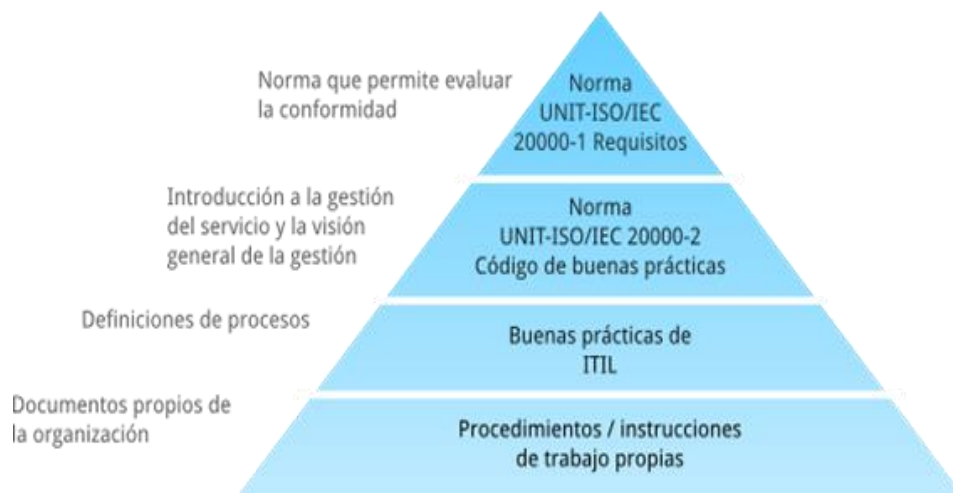 Norma que permite evaluar
la conformidad
Norma
UNIT-ISO/IEC
20000-1 Requisitos
Introducción a la gestión
del servicio y la visión
general de la gestión
Norma
UNIT-ISO/IEC 20000-2
Código de buenas prácticas
Definiciones de procesos
Buenas prácticas de
ITIL
Documentos propios de
la organización
Procedimientos / instrucciones
de trabajo propias